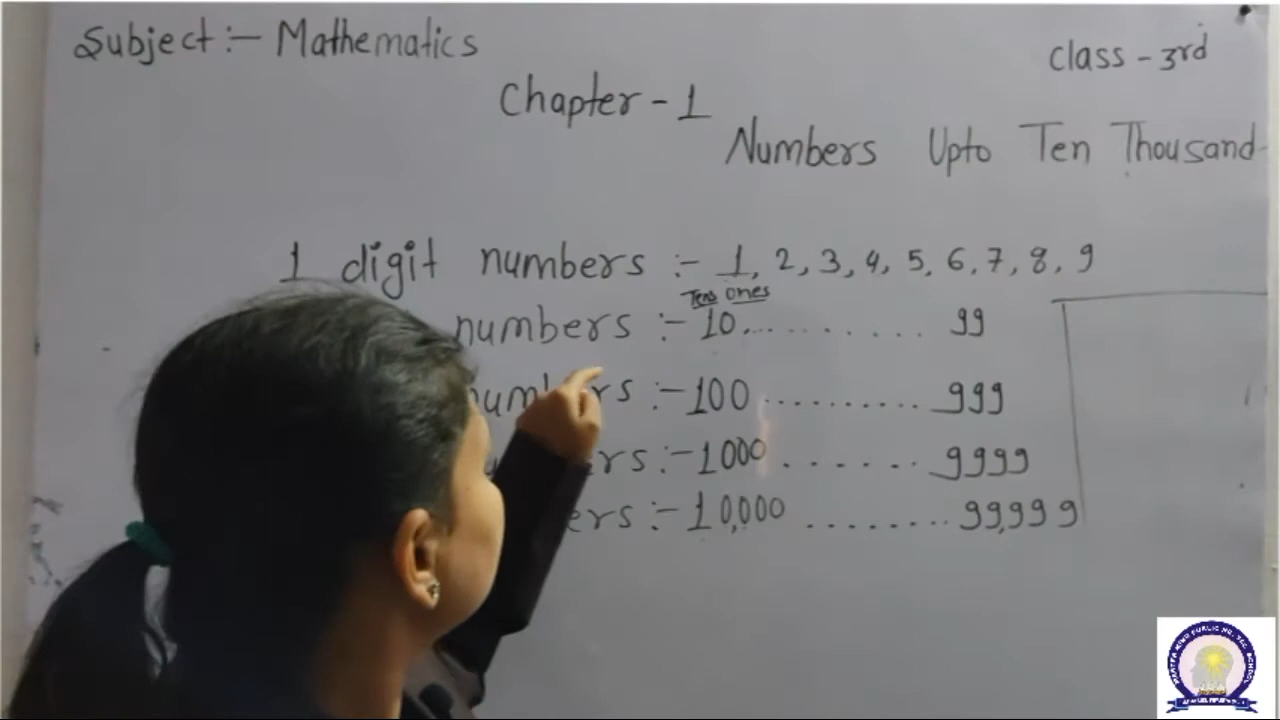 Subject:- Mathematics
Class - 3rd
Chapter - 1
Numbers Upto Ten Thousand
1 digit numbers :- 1, 2, 3, 4, 5, 6, 7, 8, 9
Tens ones
numbers :- 10........... 99
numbers :- 100.......... 999
rs :- 1000 ....... 9999
ers :- 10,000 ........ 99,999